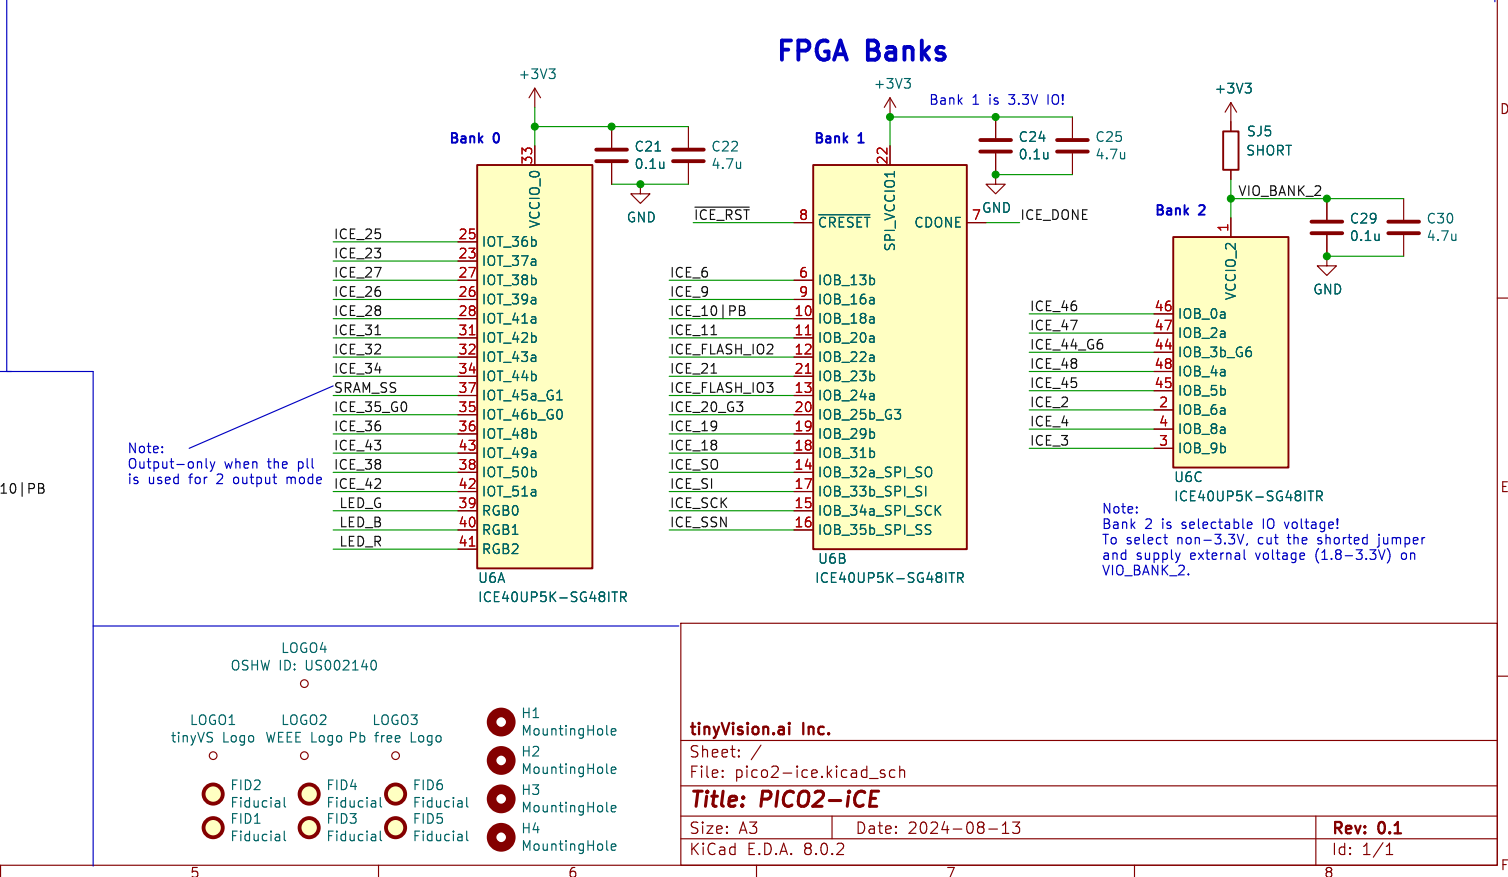 FPGA Banks
+3V3
Bank 0
33
VCCIO_0
C21
0.1u
C22
4.7u
GND
ICE_25 25 IOT_36b
ICE_23 23 IOT_37a
ICE_27 27 IOT_38b
ICE_26 26 IOT_39a
ICE_28 28 IOT_41a
ICE_31 31 IOT_42b
ICE_32 32 IOT_43a
ICE_34 34 IOT_44b
SRAM_SS 37 IOT_45a_G1
ICE_35_G0 35 IOT_46b_G0
ICE_36 36 IOT_48b
ICE_43 43 IOT_49a
ICE_38 38 IOT_50b
ICE_42 42 IOT_51a
LED_G 39 RGB0
LED_B 40 RGB1
LED_R 41 RGB2
U6A
ICE40UP5K-SG48ITR
Note:
Output-only when the pll
is used for 2 output mode
10|PB
+3V3
Bank 1 is 3.3V IO!
Bank 1
22
SPI_VCCIO1
C24
0.1u
C25
4.7u
GND
ICE_RST 8 CRESET
CDONE 7 ICE_DONE
ICE_6 6 IOB_13b
ICE_9 9 IOB_16a
ICE_10|PB 10 IOB_18a
ICE_11 11 IOB_20a
ICE_FLASH_IO2 12 IOB_22a
ICE_21 21 IOB_23b
ICE_FLASH_IO3 13 IOB_24a
ICE_20_G3 20 IOB_25b_G3
ICE_19 19 IOB_29b
ICE_18 18 IOB_31b
ICE_SO 14 IOB_32a_SPI_SO
ICE_SI 17 IOB_33b_SPI_SI
ICE_SCK 15 IOB_34a_SPI_SCK
ICE_SSN 16 IOB_35b_SPI_SS
U6B
ICE40UP5K-SG48ITR
+3V3
SJ5
SHORT
VIO_BANK_2
Bank 2
1
VCCIO_2
C29
0.1u
C30
4.7u
GND
ICE_46 46 IOB_0a
ICE_47 47 IOB_2a
ICE_44_G6 44 IOB_3b_G6
ICE_48 48 IOB_4a
ICE_45 45 IOB_5b
ICE_2 2 IOB_6a
ICE_4 4 IOB_8a
ICE_3 3 IOB_9b
U6C
ICE40UP5K-SG48ITR
Note:
Bank 2 is selectable IO voltage!
To select non-3.3V, cut the shorted jumper
and supply external voltage (1.8-3.3V) on
VIO_BANK_2.
LOGO4
OSHW ID: US002140
LOGO1 LOGO2 LOGO3
tinyVS Logo WEEE Logo Pb free Logo
FID2 FID4 FID6
Fiducial Fiducial Fiducial
FID1 FID3 FID5
Fiducial Fiducial Fiducial
H1
MountingHole
H2
MountingHole
H3
MountingHole
H4
MountingHole
tinyVision.ai Inc.
Sheet: /
File: pico2-ice.kicad_sch
Title: PICO2-iCE
Size: A3 Date: 2024-08-13 Rev: 0.1
KiCad E.D.A. 8.0.2 Id: 1/1
5 6 7 8
D
E
F